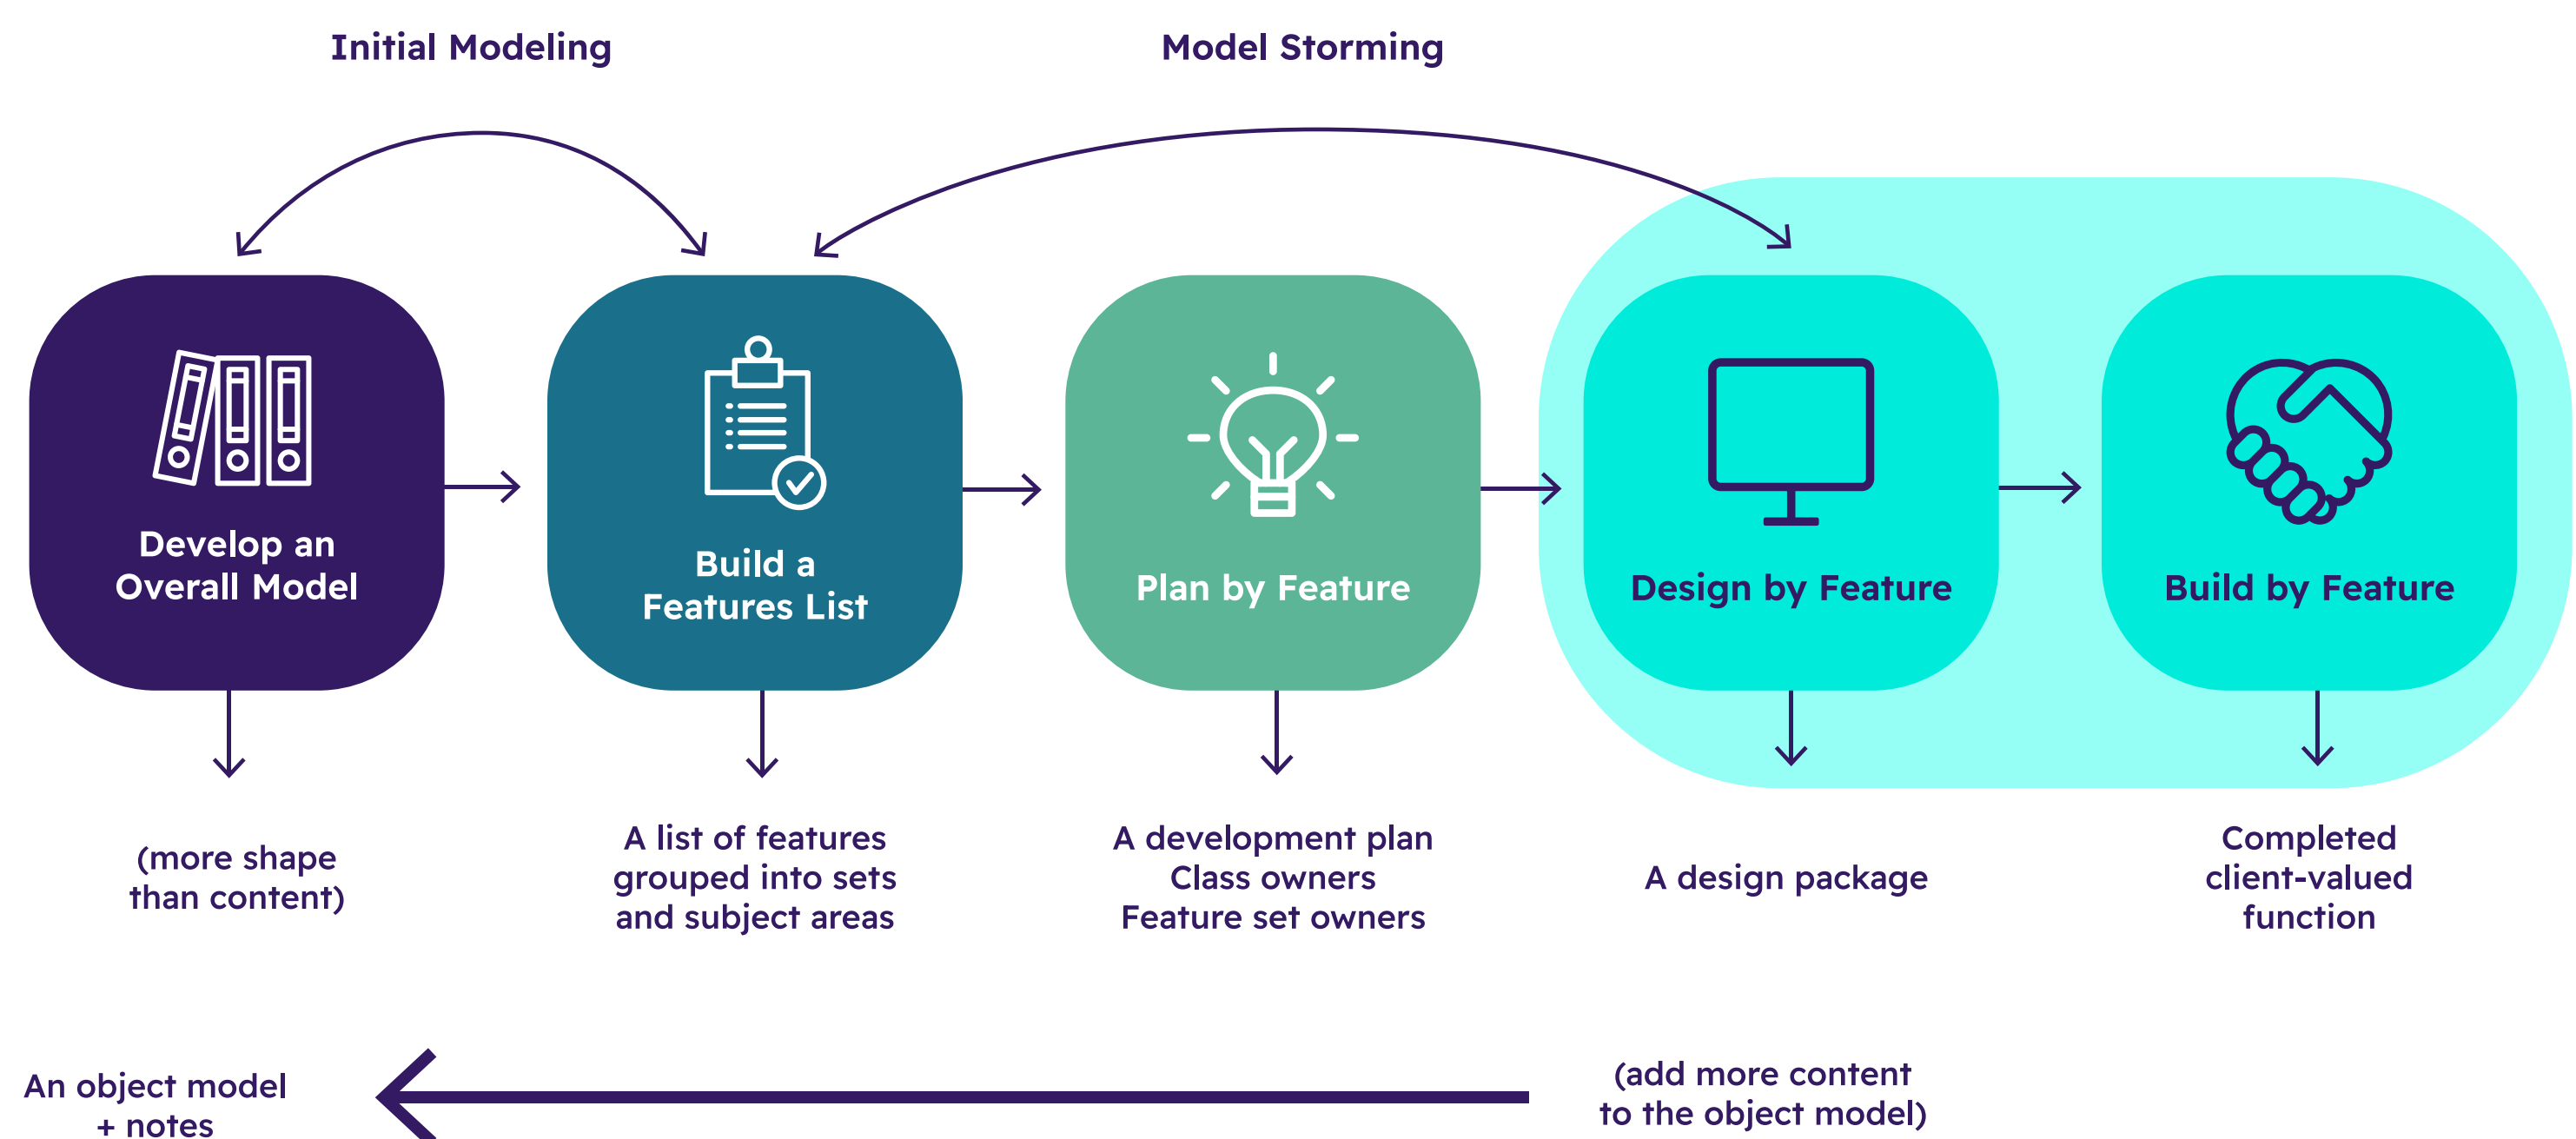 Initial Modeling
Model Storming
Develop an
Overall Model
Build a
Features List
Plan by Feature
Design by Feature
Build by Feature
(more shape
than content)
A list of features
grouped into sets
and subject areas
A development plan
Class owners
Feature set owners
A design package
Completed
client-valued
function
An object model
+ notes
(add more content
to the object model)